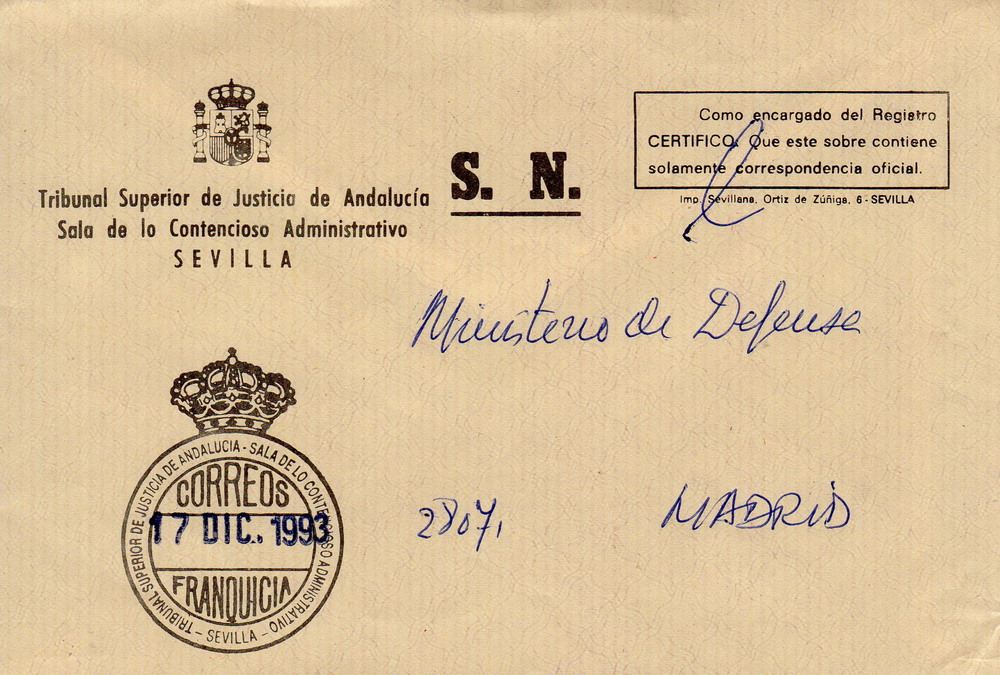 Tribunal Superior de Justicia de Andalucía
Sala de lo Contencioso Administrativo
SEVILLA
S. N.
Como encargado del Registro
CERTIFICO: Que este sobre contiene
solamente correspondencia oficial.
Imp. Sevillana, Ortiz de Zúñiga, 6 - SEVILLA
Ministerio de Defensa
28071
MADRID
TRIBUNAL SUPERIOR DE JUSTICIA DE ANDALUCIA - SALA DE LO CONTENCIOSO ADMINISTRATIVO
CORREOS
17 DIC. 1993
FRANQUICIA
- SEVILLA -